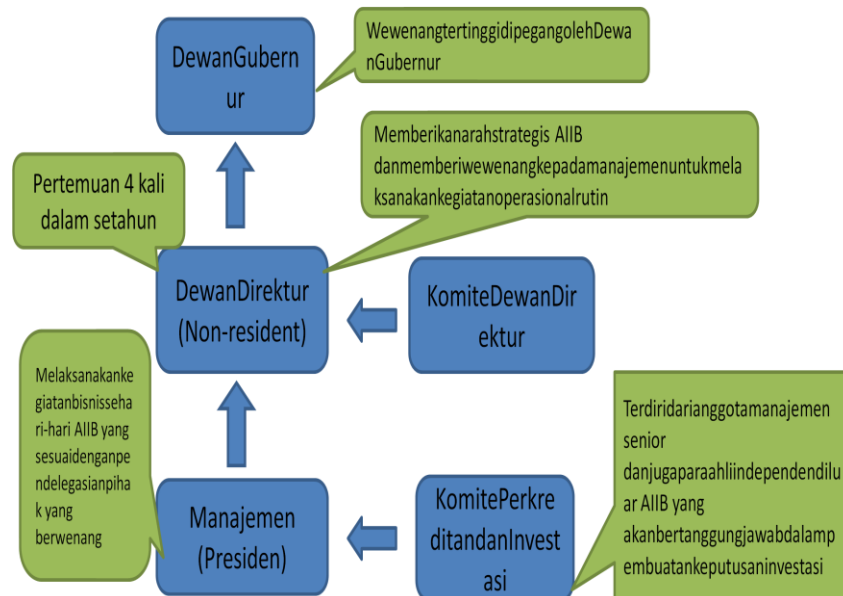 DewanGubern
ur
WewenangtertinggidipegangolehDewa
nGubernur
Memberikanarahstrategis AIIB
danmemberiwewenangkepadamanajemenuntukmela
ksanakankegiatanoperasionalrutin
Pertemuan 4 kali
dalam setahun
DewanDirektur
(Non-resident)
KomiteDewanDir
ektur
Melaksanakanke
giatanbisnisseha
ri-hari AIIB yang
sesuaidenganpe
ndelegasianpiha
k yang
berwenang
Manajemen
(Presiden)
KomitePerkre
ditandanInvest
asi
Terdiridarianggotamanajemen
senior
danjugaparaahliindependendilu
ar AIIB yang
akanbertanggungjawabdalamp
embuatankeputusaninvestasi